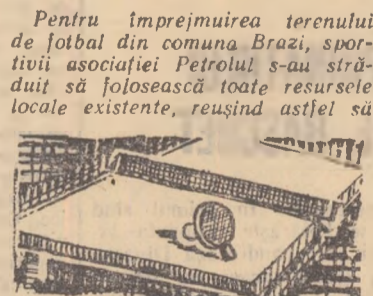 Pentru împrejmuirea terenului
de fotbal din comuna Brazi, spor-
tivii asociației Petrolul s-au stră-
duit să folosească toate resursele
locale existente, reușind astfel să